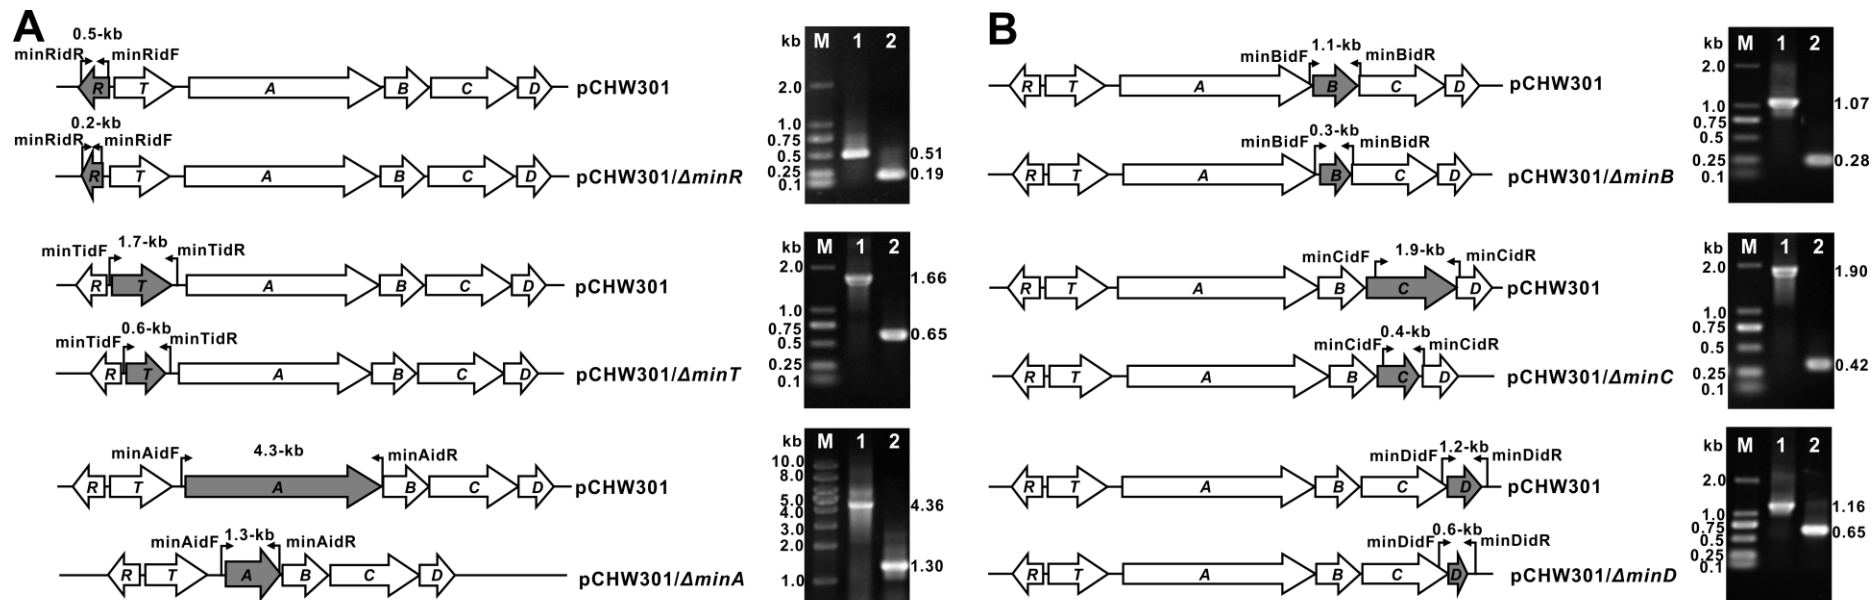 A
0.5-kb
minRidR minRidF
R T A B C D pCHW301
0.2-kb
minRidR minRidF
R T A B C D pCHW301/ΔminR
kb M 1 2
2.0
1.0
0.75
0.5 0.51
0.25 0.19
0.1
1.7-kb
minTidF minTidR
R T A B C D pCHW301
0.6-kb
minTidF minTidR
R T A B C D pCHW301/ΔminT
kb M 1 2
2.0 1.66
1.0
0.75 0.65
0.5
0.25
0.1
minAidF 4.3-kb minAidR
R T A B C D pCHW301
minAidF 1.3-kb minAidR
R T A B C D pCHW301/ΔminA
kb M 1 2
10.0
8.0
5.0 4.36
4.0
3.0
2.0
1.30
1.0
B
minBidF 1.1-kb minBidR
R T A B C D pCHW301
minBidF 0.3-kb minBidR
R T A B C D pCHW301/ΔminB
kb M 1 2
2.0
1.0 1.07
0.75
0.5
0.25 0.28
0.1
minCidF 1.9-kb minCidR
R T A B C D pCHW301
minCidF 0.4-kb minCidR
R T A B C D pCHW301/ΔminC
kb M 1 2
2.0 1.90
1.0
0.75
0.5
0.25 0.42
0.1
minDidF 1.2-kb minDidR
R T A B C D pCHW301
minDidF 0.6-kb minDidR
R T A B C D pCHW301/ΔminD
kb M 1 2
2.0
1.0 1.16
0.75
0.5 0.65
0.25
0.1